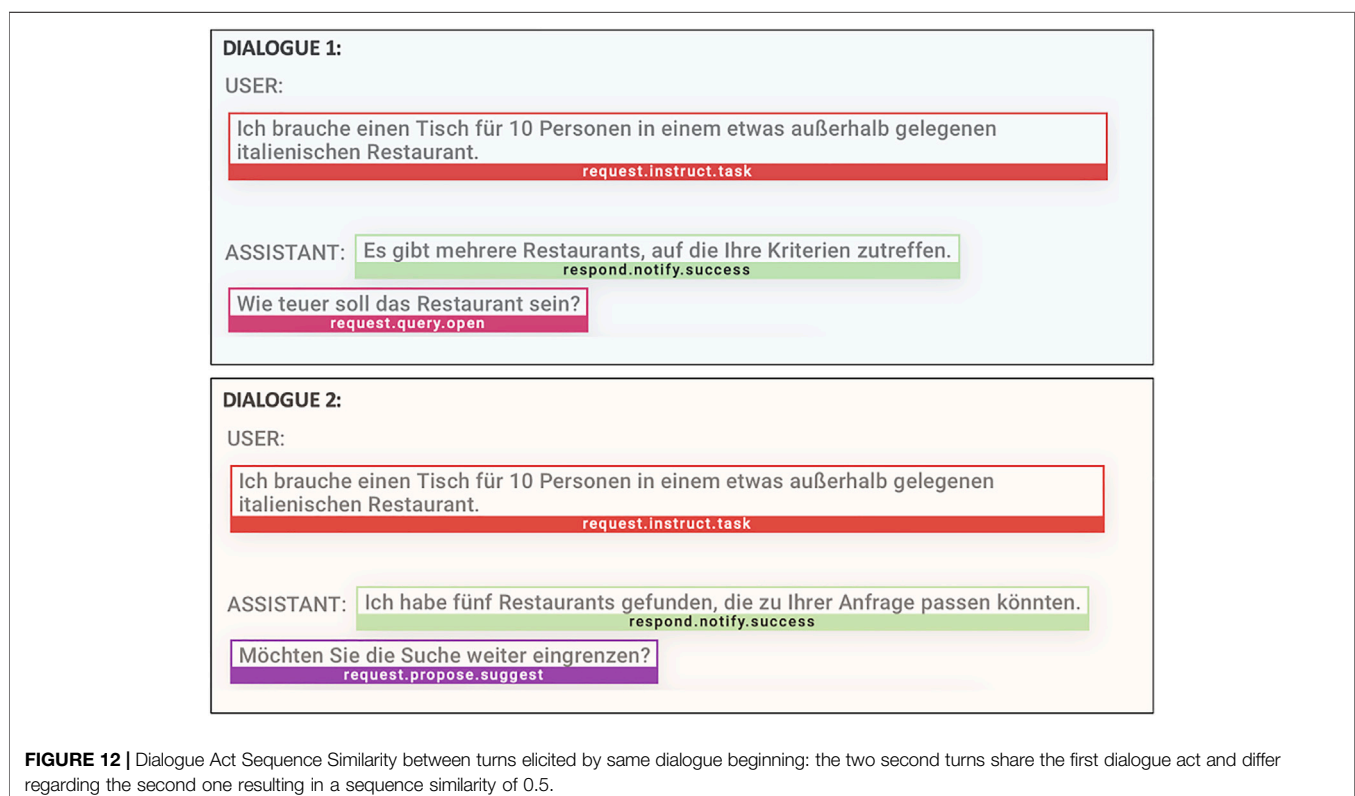 DIALOGUE 1:
USER:
Ich brauche einen Tisch für 10 Personen in einem etwas außerhalb gelegenen
italienischen Restaurant.
request.instruct.task
ASSISTANT: Es gibt mehrere Restaurants, auf die Ihre Kriterien zutreffen.
respond.notify.success
Wie teuer soll das Restaurant sein?
request.query.open
DIALOGUE 2:
USER:
Ich brauche einen Tisch für 10 Personen in einem etwas außerhalb gelegenen
italienischen Restaurant.
request.instruct.task
ASSISTANT: Ich habe fünf Restaurants gefunden, die zu Ihrer Anfrage passen könnten.
respond.notify.success
Möchten Sie die Suche weiter eingrenzen?
request.propose.suggest
FIGURE 12 | Dialogue Act Sequence Similarity between turns elicited by same dialogue beginning: the two second turns share the first dialogue act and differ
regarding the second one resulting in a sequence similarity of 0.5.